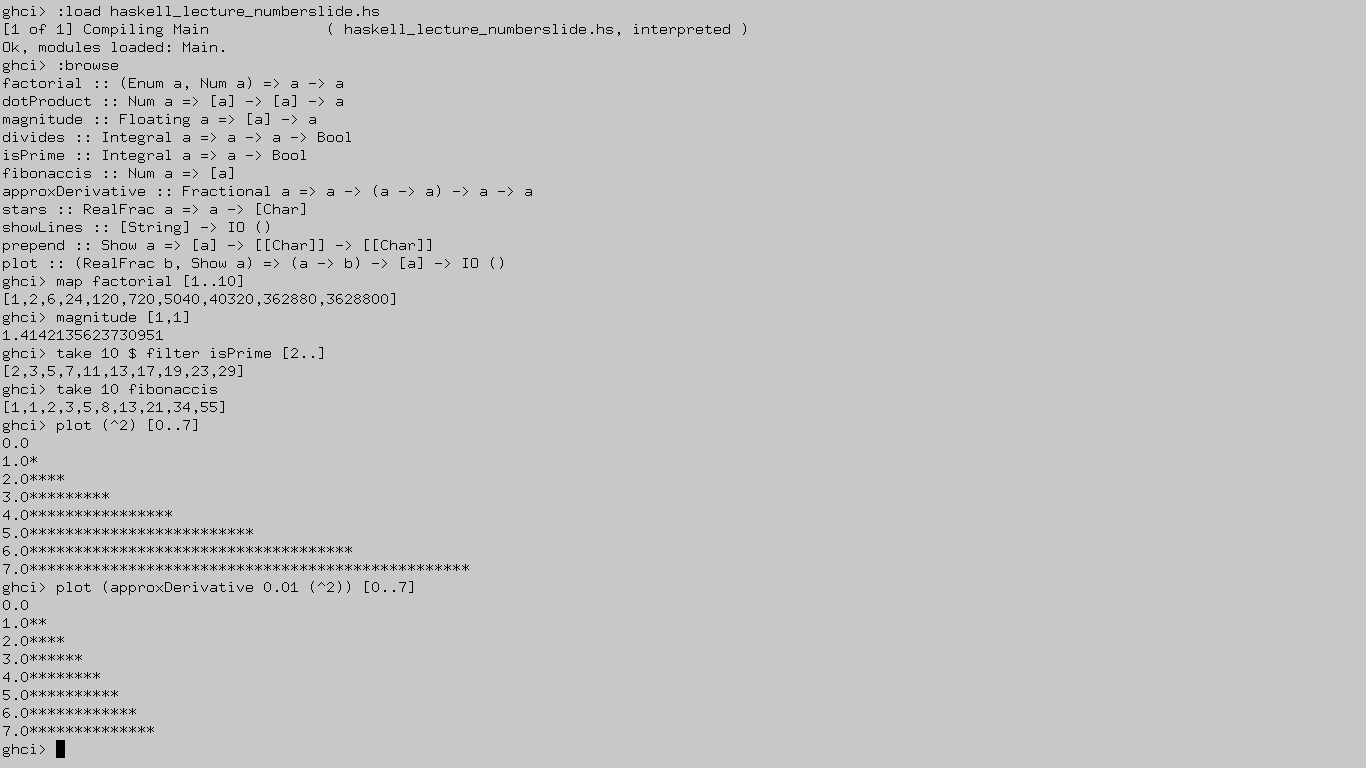 ghci> :load haskell_lecture_numberslide.hs
[1 of 1] Compiling Main             ( haskell_lecture_numberslide.hs, interpreted )
Ok, modules loaded: Main.
ghci> :browse
factorial :: (Enum a, Num a) => a -> a
dotProduct :: Num a => [a] -> [a] -> a
magnitude :: Floating a => [a] -> a
divides :: Integral a => a -> a -> Bool
isPrime :: Integral a => a -> Bool
fibonaccis :: Num a => [a]
approxDerivative :: Fractional a => a -> (a -> a) -> a -> a
stars :: RealFrac a => a -> [Char]
showLines :: [String] -> IO ()
prepend :: Show a => [a] -> [[Char]] -> [[Char]]
plot :: (RealFrac b, Show a) => (a -> b) -> [a] -> IO ()
ghci> map factorial [1..10]
[1,2,6,24,120,720,5040,40320,362880,3628800]
ghci> magnitude [1,1]
1.4142135623730951
ghci> take 10 $ filter isPrime [2..]
[2,3,5,7,11,13,17,19,23,29]
ghci> take 10 fibonaccis
[1,1,2,3,5,8,13,21,34,55]
ghci> plot (^2) [0..7]
0.0
1.0*
2.0****
3.0*********
4.0****************
5.0*************************
6.0************************************
7.0*************************************************
ghci> plot (approxDerivative 0.01 (^2)) [0..7]
0.0
1.0**
2.0****
3.0******
4.0********
5.0**********
6.0************
7.0**************
ghci>